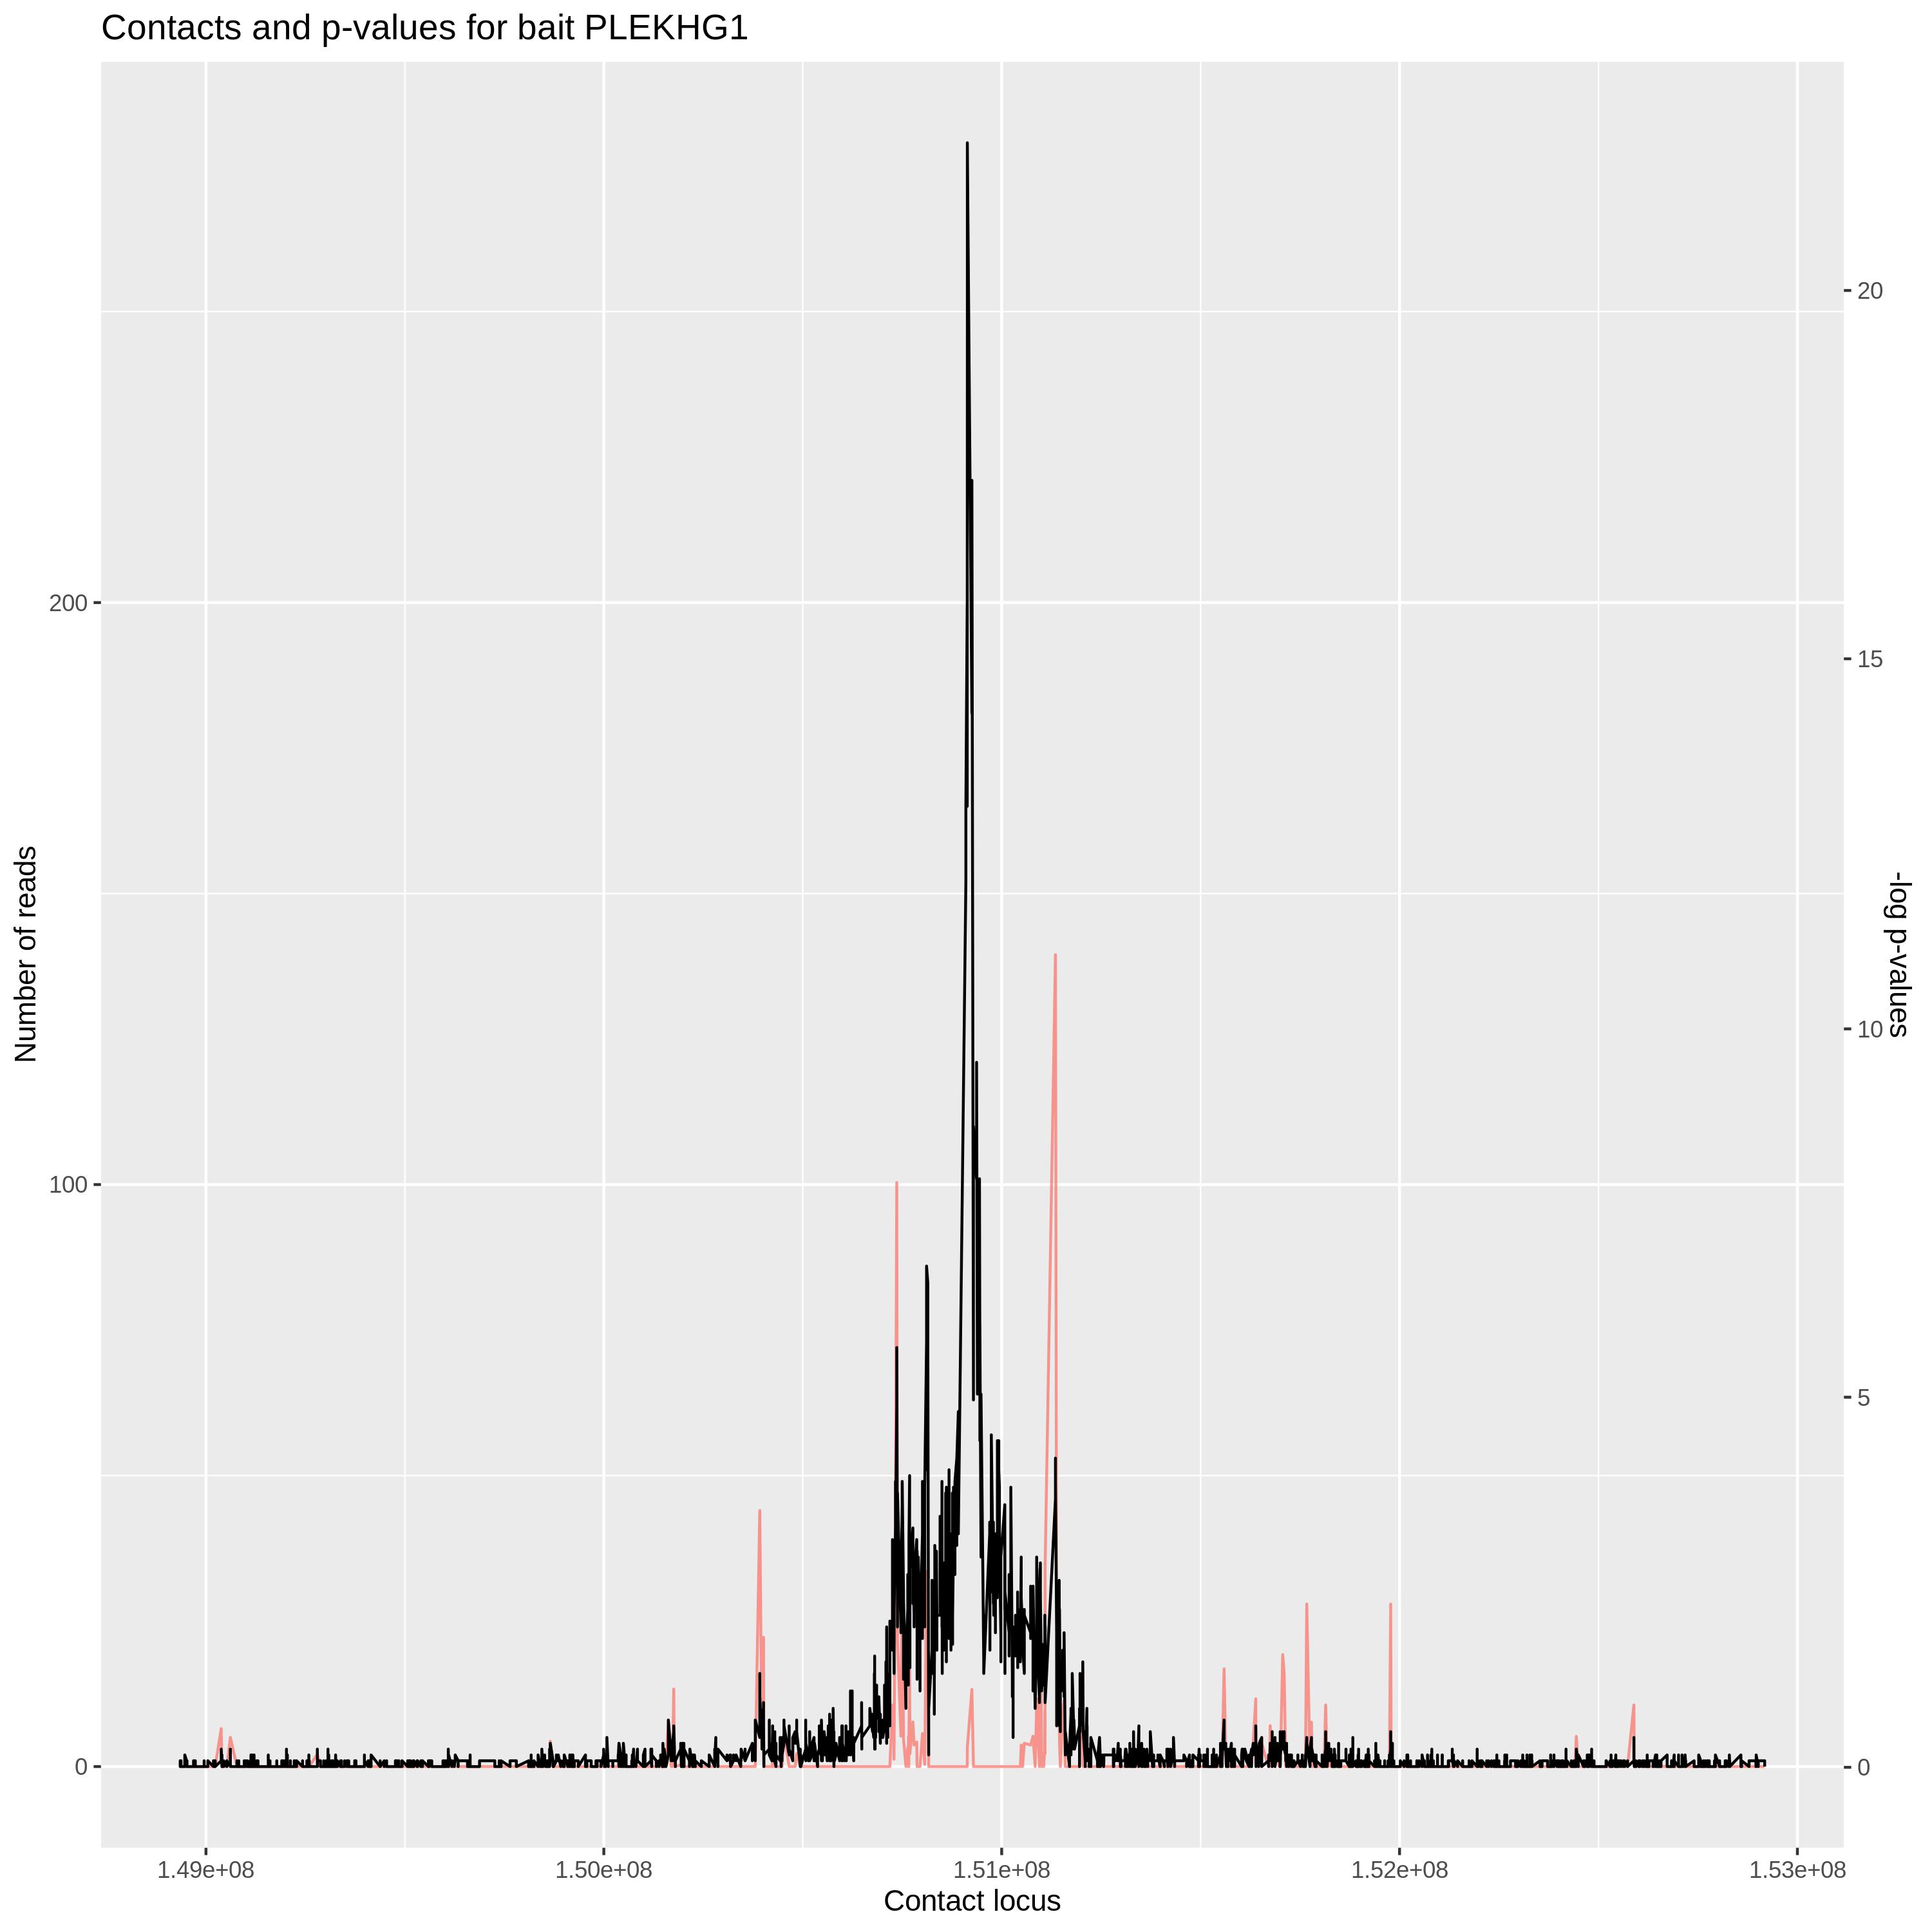 Contacts and p-values for bait PLEKHG1
Number of reads
200
100
0
20
15
10
5
0
-log p-values
1.49e+08 1.50e+08 1.51e+08 1.52e+08 1.53e+08
Contact locus